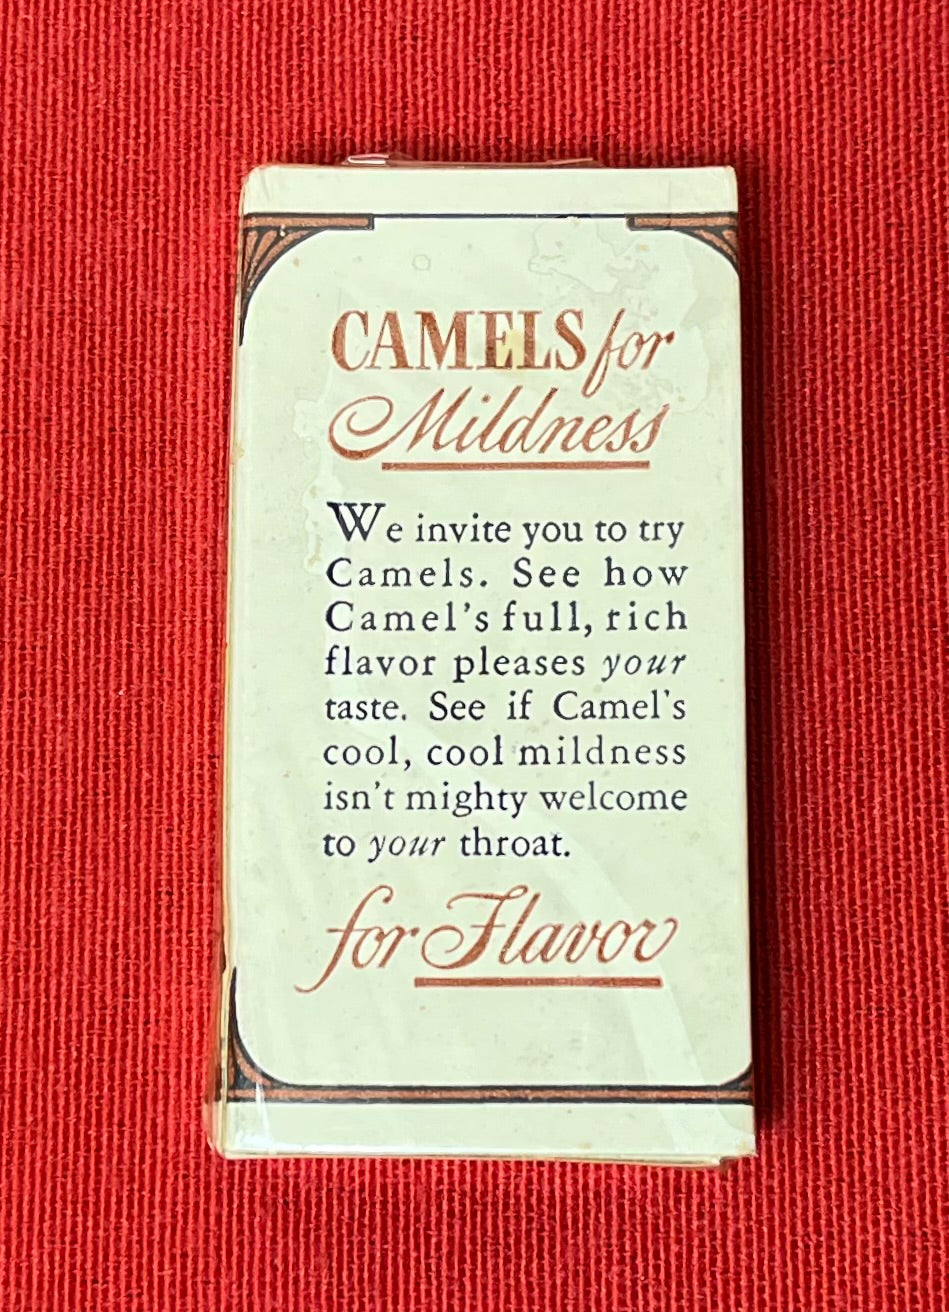 CAMELS for
Mildness
We invite you to try
Camels. See how
Camel's full, rich
flavor pleases your
taste. See if Camel's
cool, cool mildness
isn't mighty welcome
to your throat.
for Flavor